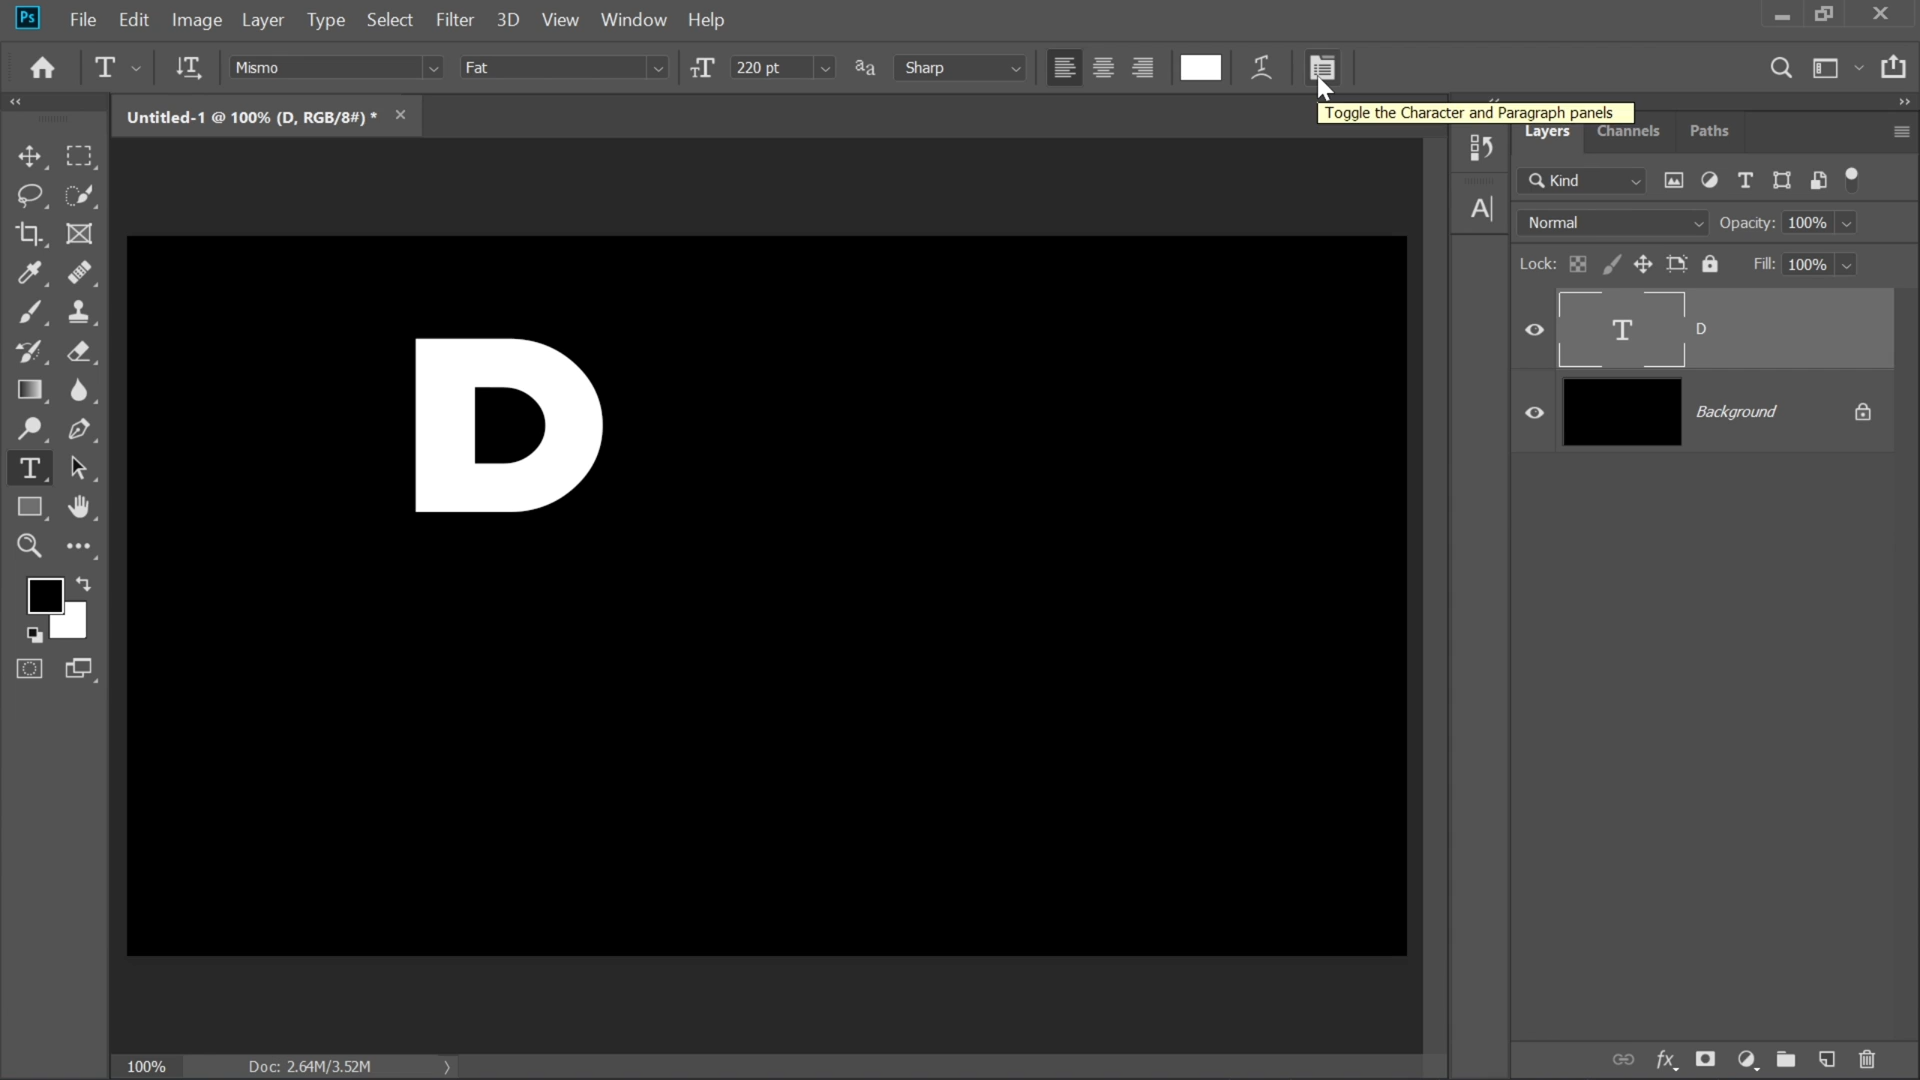 Ps File Edit Image Layer Type Select Filter 3D View Window Help
T Mismo Fat 220 pt aa Sharp
Untitled-1 @ 100% (D, RGB/8#) *
Toggle the Character and Paragraph panels
Layers Channels Paths
Kind T
Normal Opacity: 100%
Lock: Fill: 100%
T D
Background
A
D
T
fx
100% Doc: 2.64M/3.52M